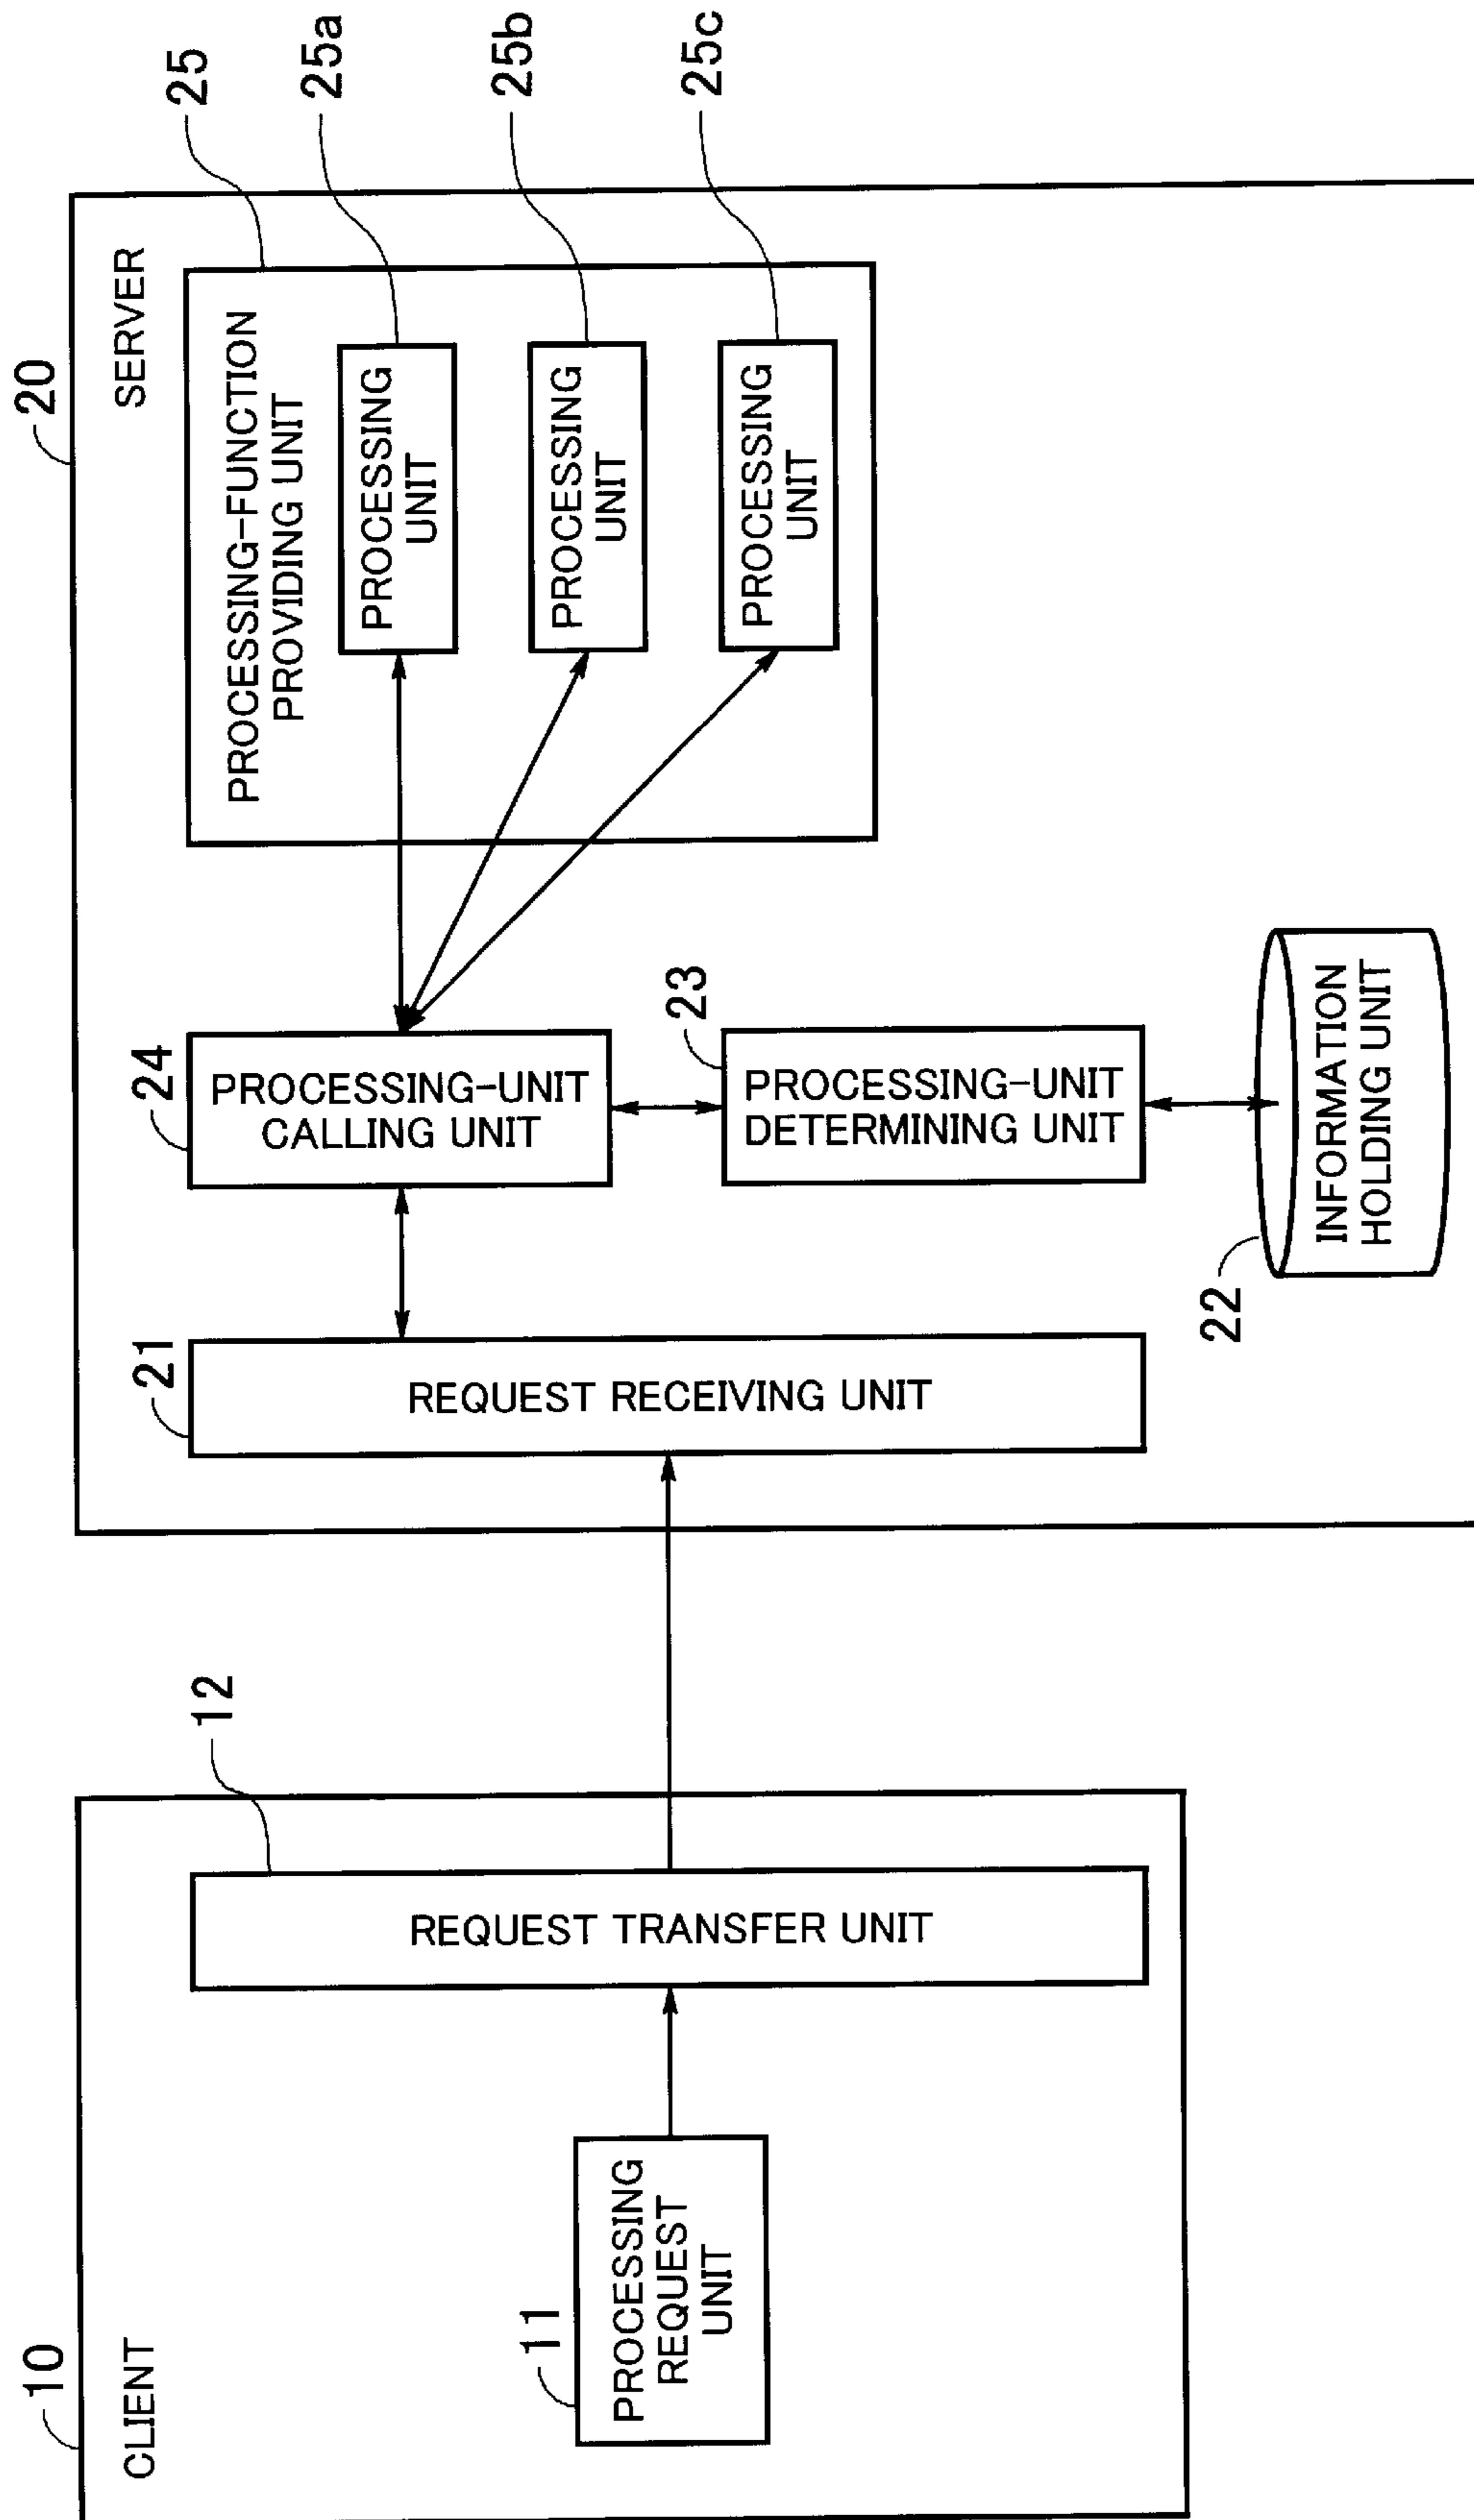 10
CLIENT
11
PROCESSING
REQUEST
UNIT
12
REQUEST TRANSFER UNIT
20
SERVER
21
REQUEST RECEIVING UNIT
24
PROCESSING-UNIT
CALLING UNIT
23
PROCESSING-UNIT
DETERMINING UNIT
22
INFORMATION
HOLDING UNIT
25
PROCESSING-FUNCTION
PROVIDING UNIT
25a
PROCESSING
UNIT
25b
PROCESSING
UNIT
25c
PROCESSING
UNIT